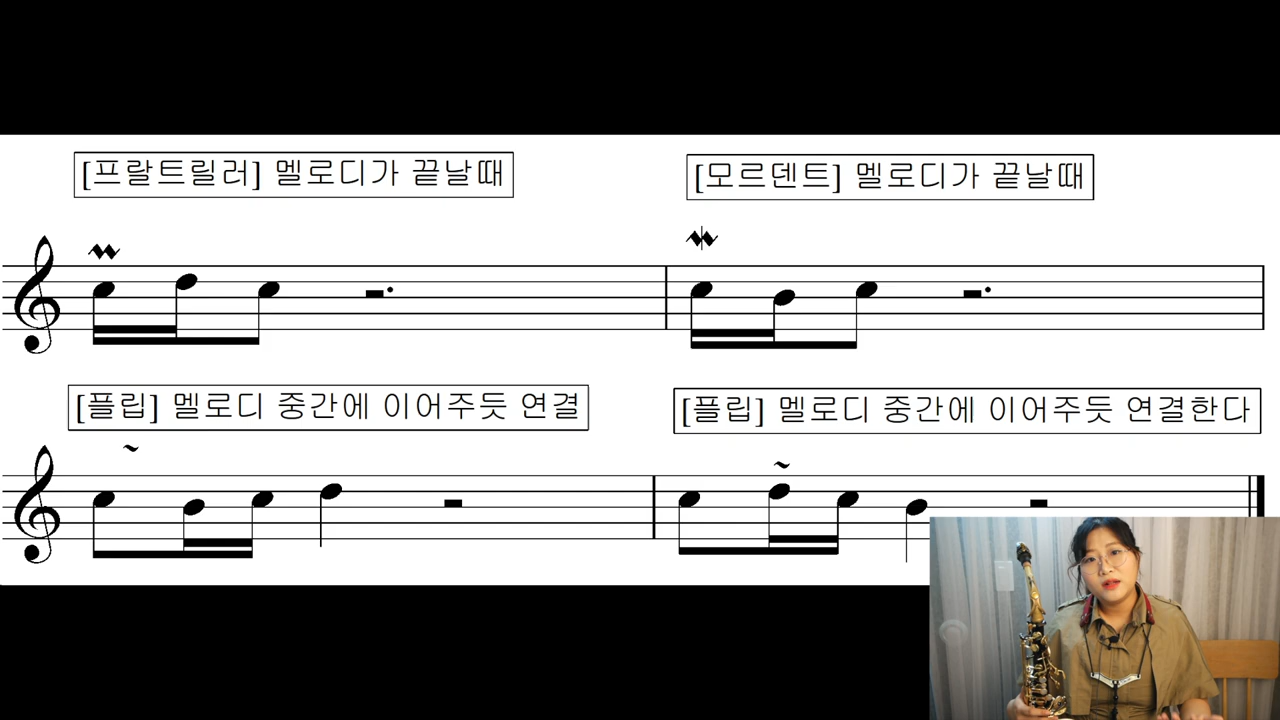 [프랄트릴러] 멜로디가 끝날때
[모르덴트] 멜로디가 끝날때
[플립] 멜로디 중간에 이어주듯 연결
[플립] 멜로디 중간에 이어주듯 연결한다